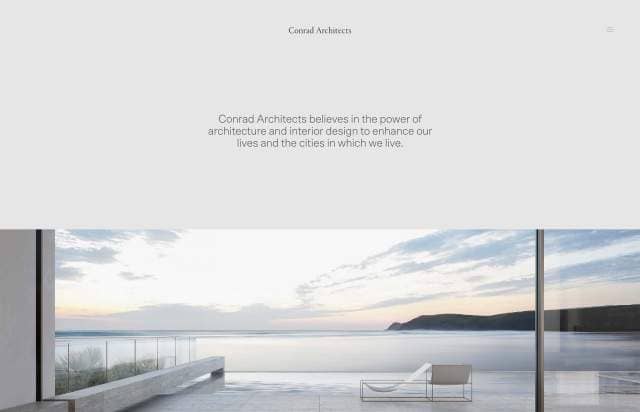 Conrad Architects
Conrad Architects believes in the power of
architecture and interior design to enhance our
lives and the cities in which we live.